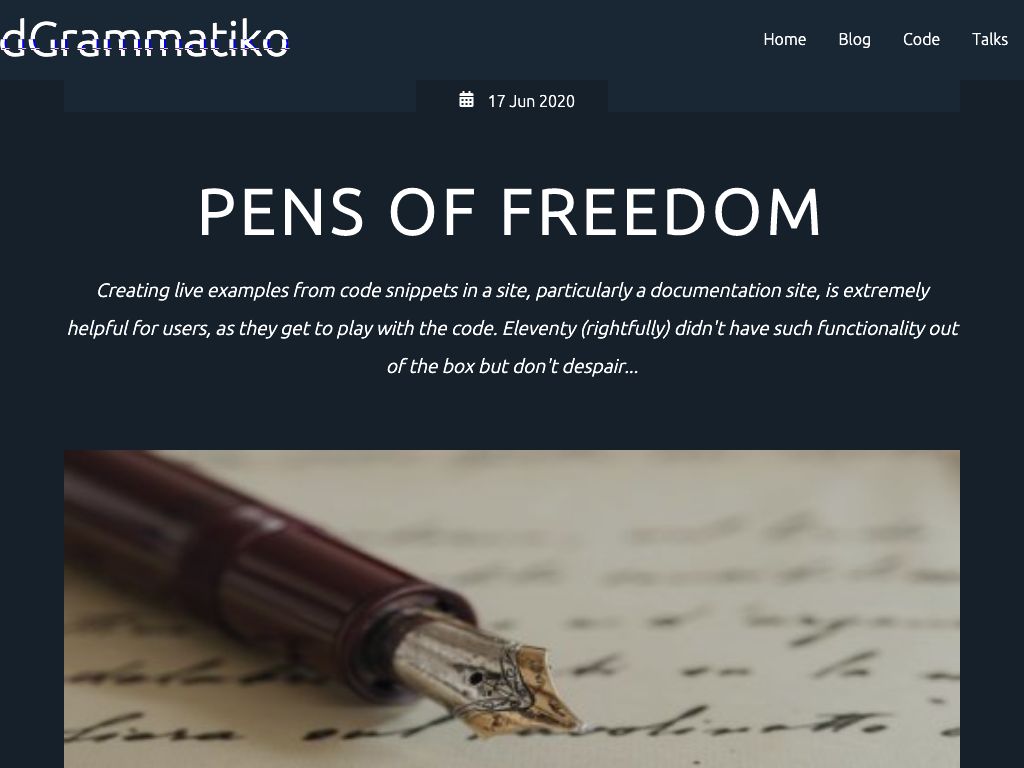 dGrammatiko
Home Blog Code Talks
17 Jun 2020
PENS OF FREEDOM
Creating live examples from code snippets in a site, particularly a documentation site, is extremely
helpful for users, as they get to play with the code. Eleventy (rightfully) didn't have such functionality out
of the box but don't despair...